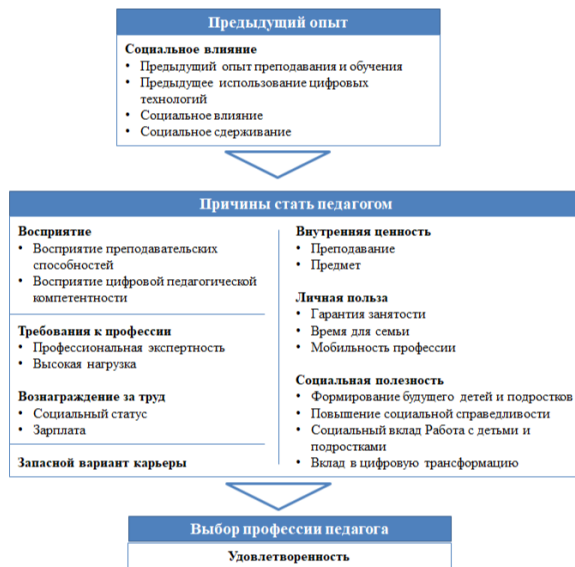 Предыдущий опыт
Социальное влияние
• Предыдущий опыт преподавания и обучения
• Предыдущее использование цифровых
технологий
• Социальное влияние
• Социальное сдерживание
Причины стать педагогом
Восприятие
• Восприятие преподавательских
способностей
• Восприятие цифровой педагогической
компетентности
Требования к профессии
• Профессиональная экспертность
• Высокая нагрузка
Вознаграждение за труд
• Социальный статус
• Зарплата
Запасной вариант карьеры
Внутренняя ценность
• Преподавание
• Предмет
Личная польза
• Гарантия занятости
• Время для семьи
• Мобильность профессии
Социальная полезность
• Формирование будущего детей и подростков
• Повышение социальной справедливости
• Социальный вклад Работа с детьми и
подростками
• Вклад в цифровую трансформацию
Выбор профессии педагога
Удовлетворенность